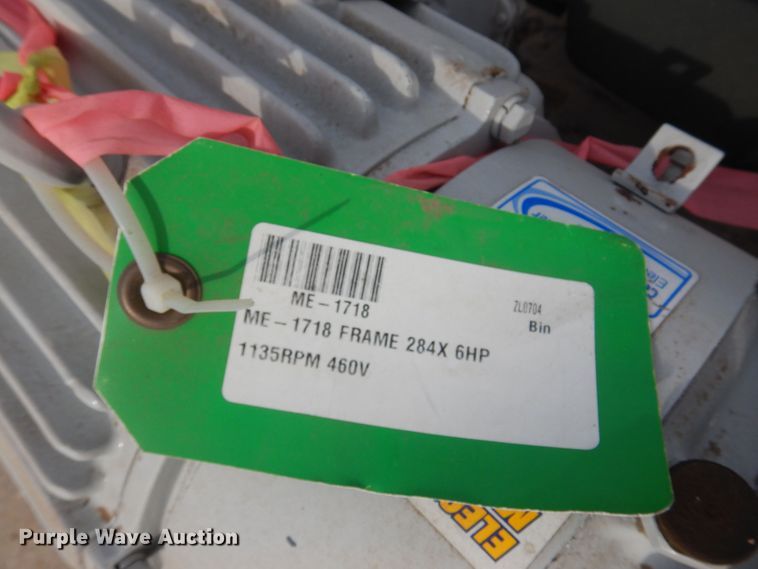 ME-1718
ZL0704
Bin
ME-1718 FRAME 284X 6HP
1135RPM 460V
Purple Wave Auction